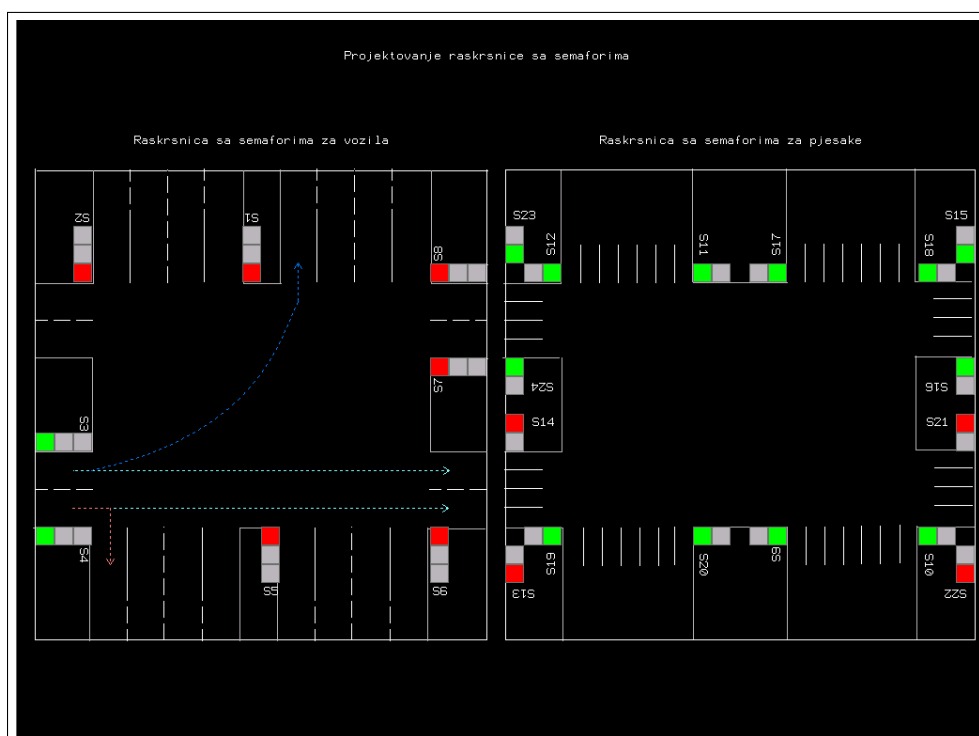 Projektovanje raskrsnice sa semaforima
Raskrsnica sa semaforima za vozila
Raskrsnica sa semaforima za pjesake
S2
S1
S8
S3
S7
S4
S5
S6
S23
S12
S11
S17
S18
S15
S24
S14
S16
S21
S13
S19
S20
S9
S10
S22